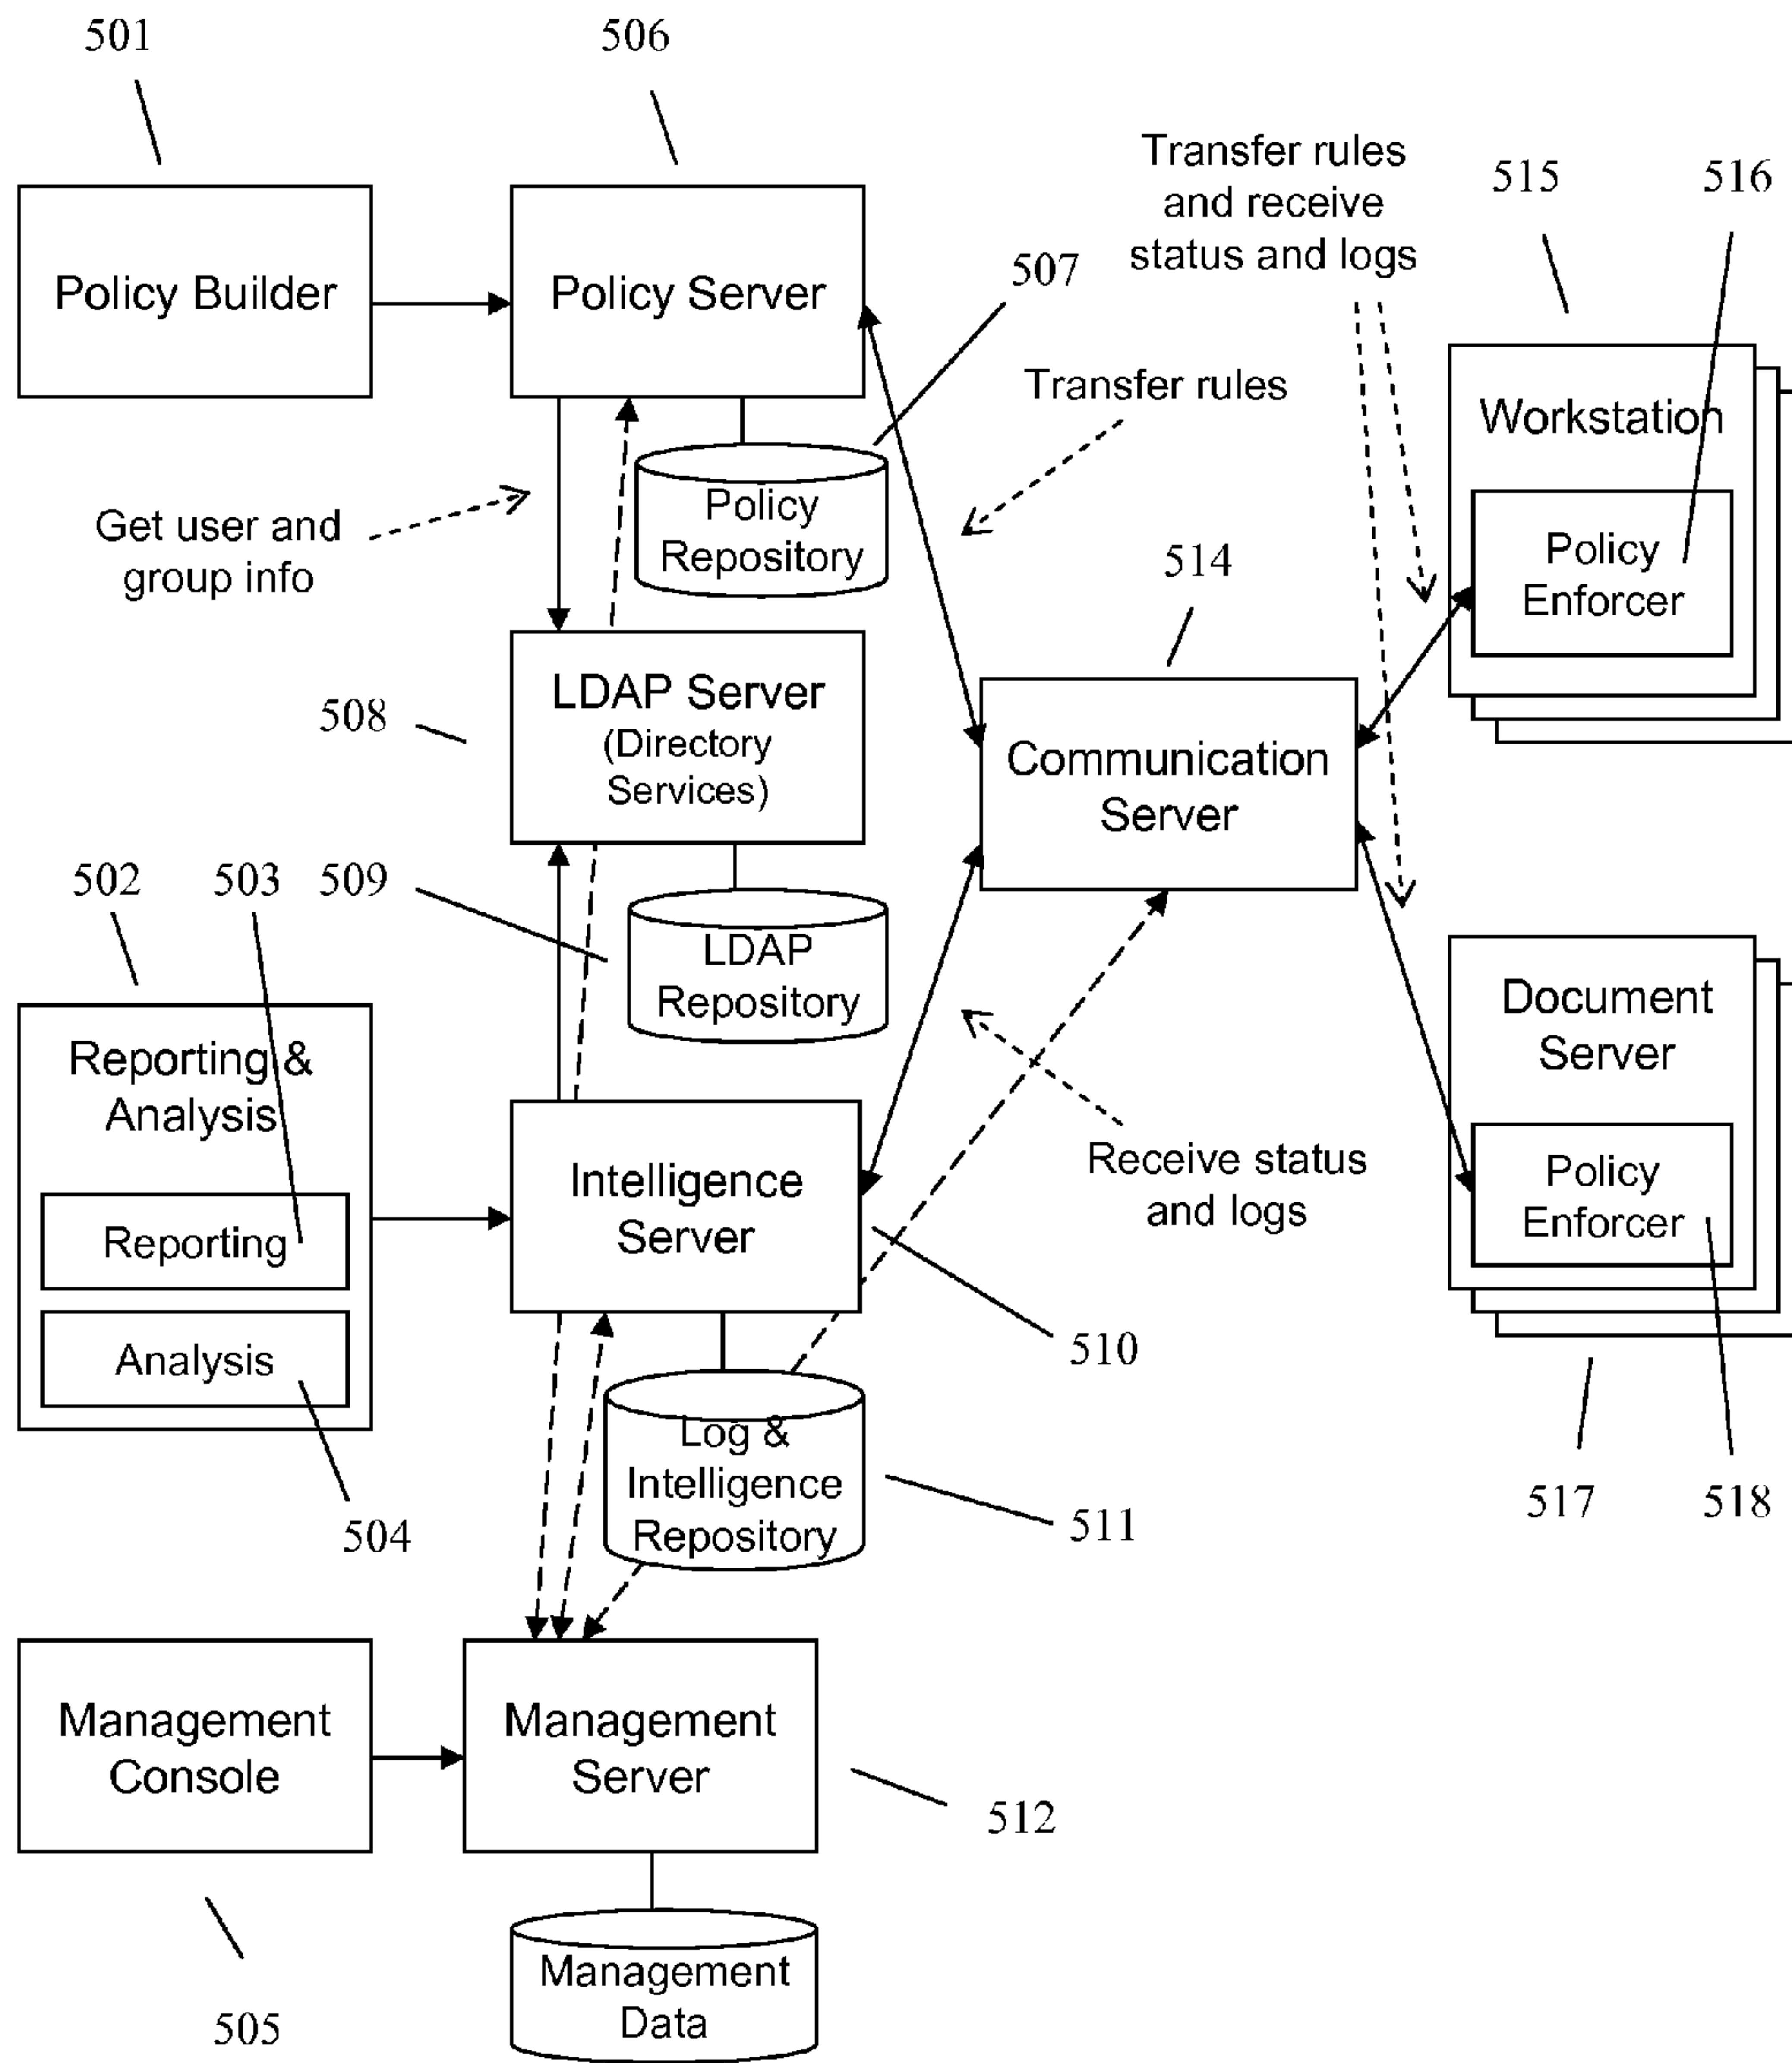 501
506
Transfer rules
and receive
status and logs
515
516
Policy Builder
Policy Server
507
Transfer rules
Workstation
Policy
Repository
Get user and
group info
Policy
Enforcer
514
LDAP Server
(Directory
Services)
508
Communication
Server
502
503
509
LDAP
Repository
Document
Server
Reporting &
Analysis
Receive status
and logs
Intelligence
Server
Policy
Enforcer
Reporting
Analysis
510
Log &
Intelligence
Repository
504
511
517
518
Management
Console
Management
Server
512
Management
Data
505